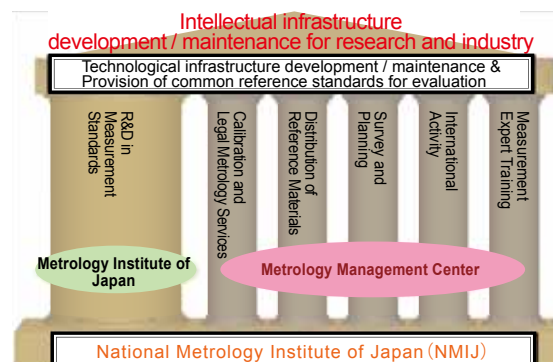 Intellectual infrastructure
development / maintenance for research and industry
Technological infrastructure development / maintenance &
Provision of common reference standards for evaluation
R&D in
Measurement
Standards
Calibration and
Legal Metrology Services
Distribution of
Reference Materials
Survey and
Planning
International
Activity
Measurement
Expert Training
Metrology Institute of
Japan
Metrology Management Center
National Metrology Institute of Japan (NMIJ)